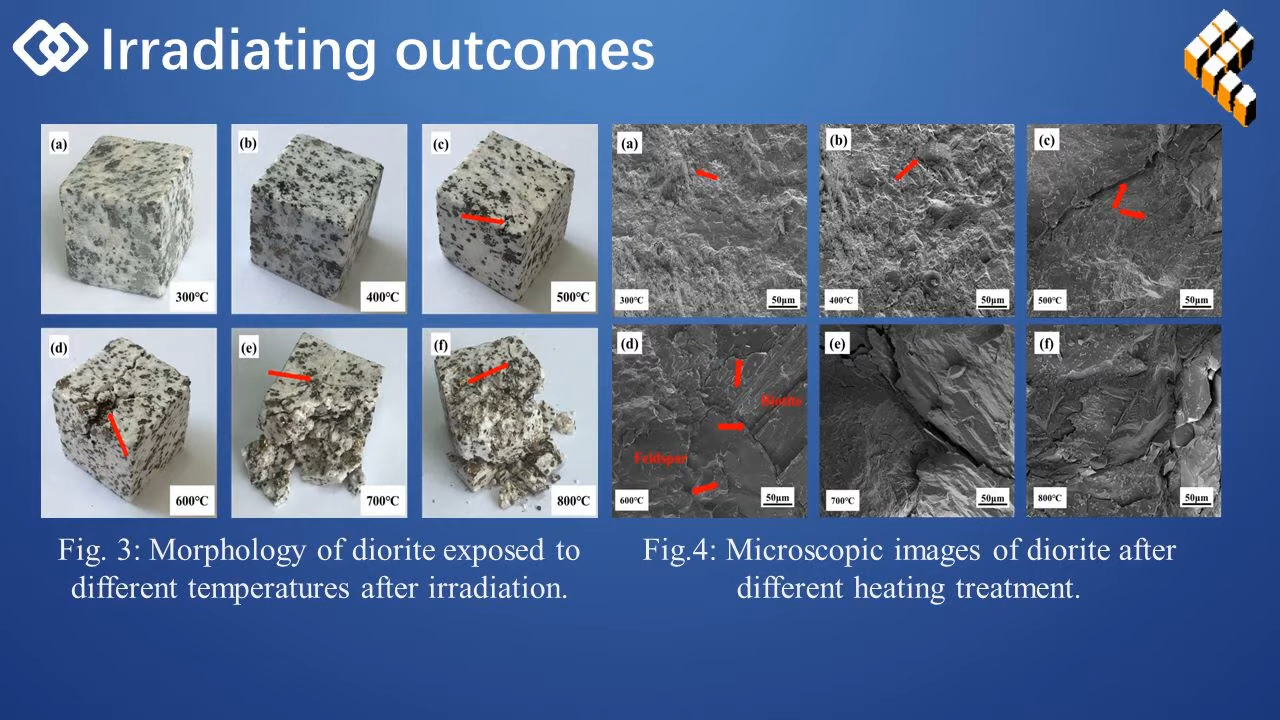 Irradiating outcomes
(a)
300℃
(b)
400℃
(c)
500℃
(d)
600℃
(e)
700℃
(f)
800℃
Fig. 3: Morphology of diorite exposed to
different temperatures after irradiation.
(a)
300℃
50μm
(b)
400℃
50μm
(c)
500℃
50μm
(d)
Biotite
Feldspar
600℃
50μm
(e)
700℃
50μm
(f)
800℃
50μm
Fig.4: Microscopic images of diorite after
different heating treatment.